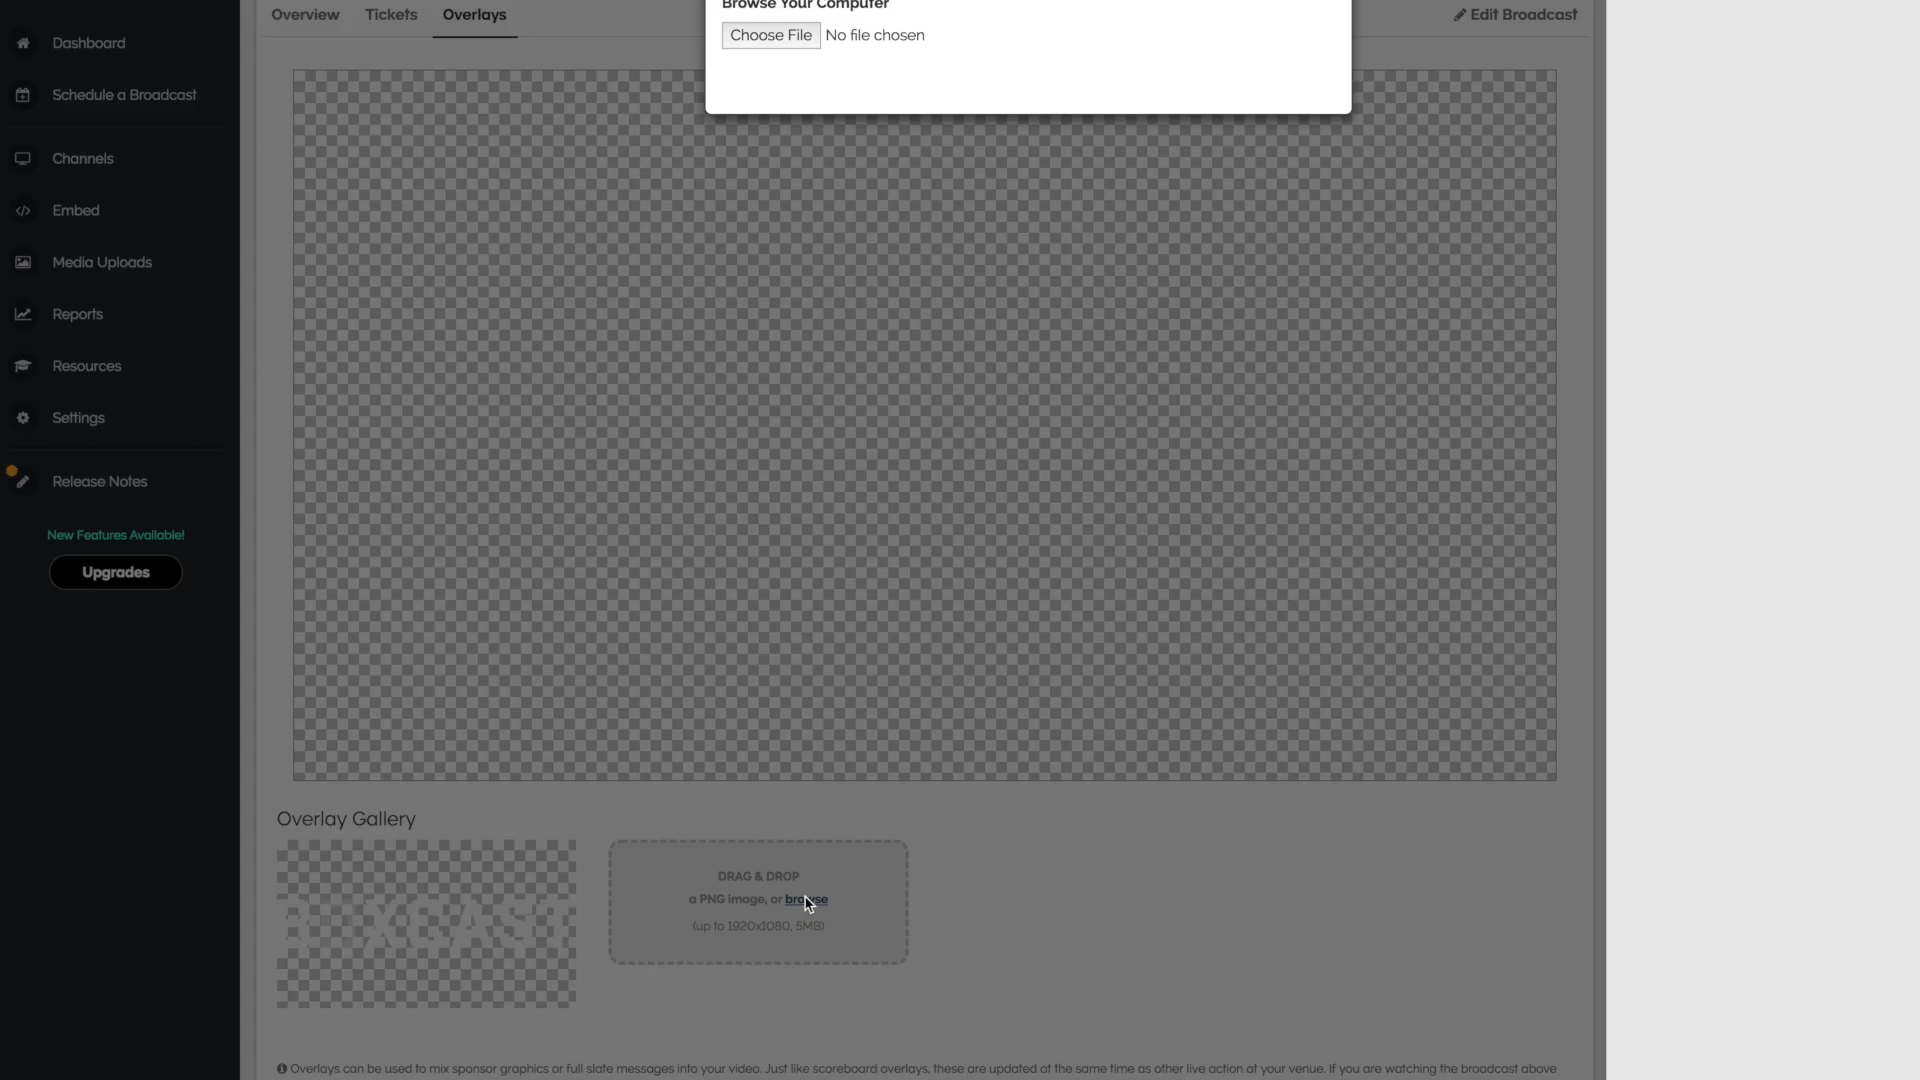 Browse Your Computer
Overview
Tickets
Overlays
Edit Broadcast
Choose File No file chosen
Dashboard
Schedule a Broadcast
Channels
Embed
Media Uploads
Reports
Resources
Settings
Release Notes
New Features Available!
Upgrades
Overlay Gallery
BOXCAST
DRAG & DROP
a PNG image, or browse
(up to 1920x1080, 5MB)
Overlays can be used to mix sponsor graphics or full slate messages into your video. Just like scoreboard overlays, these are updated at the same time as other live action at your venue. If you are watching the broadcast above